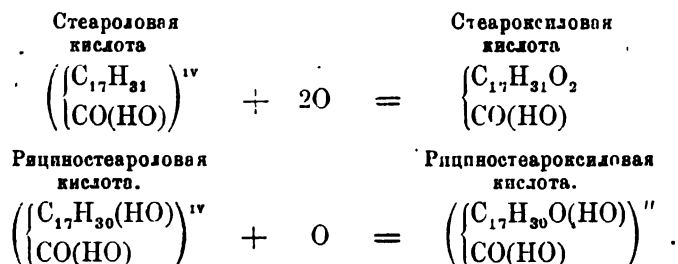 Стеароловая Стеароксиловая
кислота кислота
({C₁₇H₃₁)ᴵⱽ + 2O = {C₁₇H₃₁O₂
CO(HO) CO(HO)
Рициностеароловая Рициностеароксиловая
кислота. кислота.
({C₁₇H₃₀(HO))ᴵⱽ + O = ({C₁₇H₃₀O(HO))″ .
CO(HO) CO(HO)